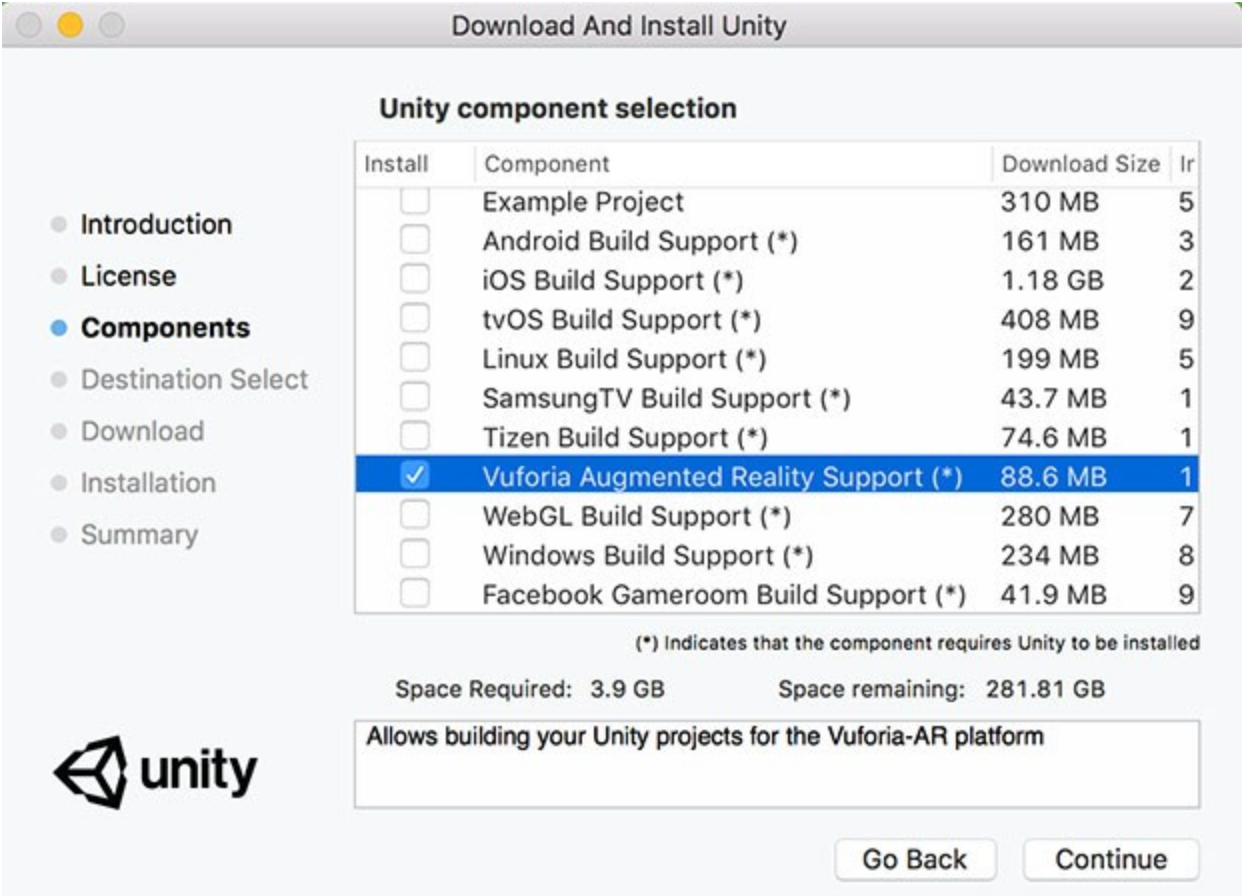 Download And Install Unity
Unity component selection
Install Component Download Size In
Example Project 310 MB 5
Android Build Support (*) 161 MB 3
iOS Build Support (*) 1.18 GB 2
tvOS Build Support (*) 408 MB 9
Linux Build Support (*) 199 MB 5
SamsungTV Build Support (*) 43.7 MB 1
Tizen Build Support (*) 74.6 MB 1
Vuforia Augmented Reality Support (*) 88.6 MB 1
WebGL Build Support (*) 280 MB 7
Windows Build Support (*) 234 MB 8
Facebook Gameroom Build Support (*) 41.9 MB 9
Introduction
License
Components
Destination Select
Download
Installation
Summary
(*) Indicates that the component requires Unity to be installed
Space Required: 3.9 GB Space remaining: 281.81 GB
Allows building your Unity projects for the Vuforia-AR platform
unity
Go Back Continue